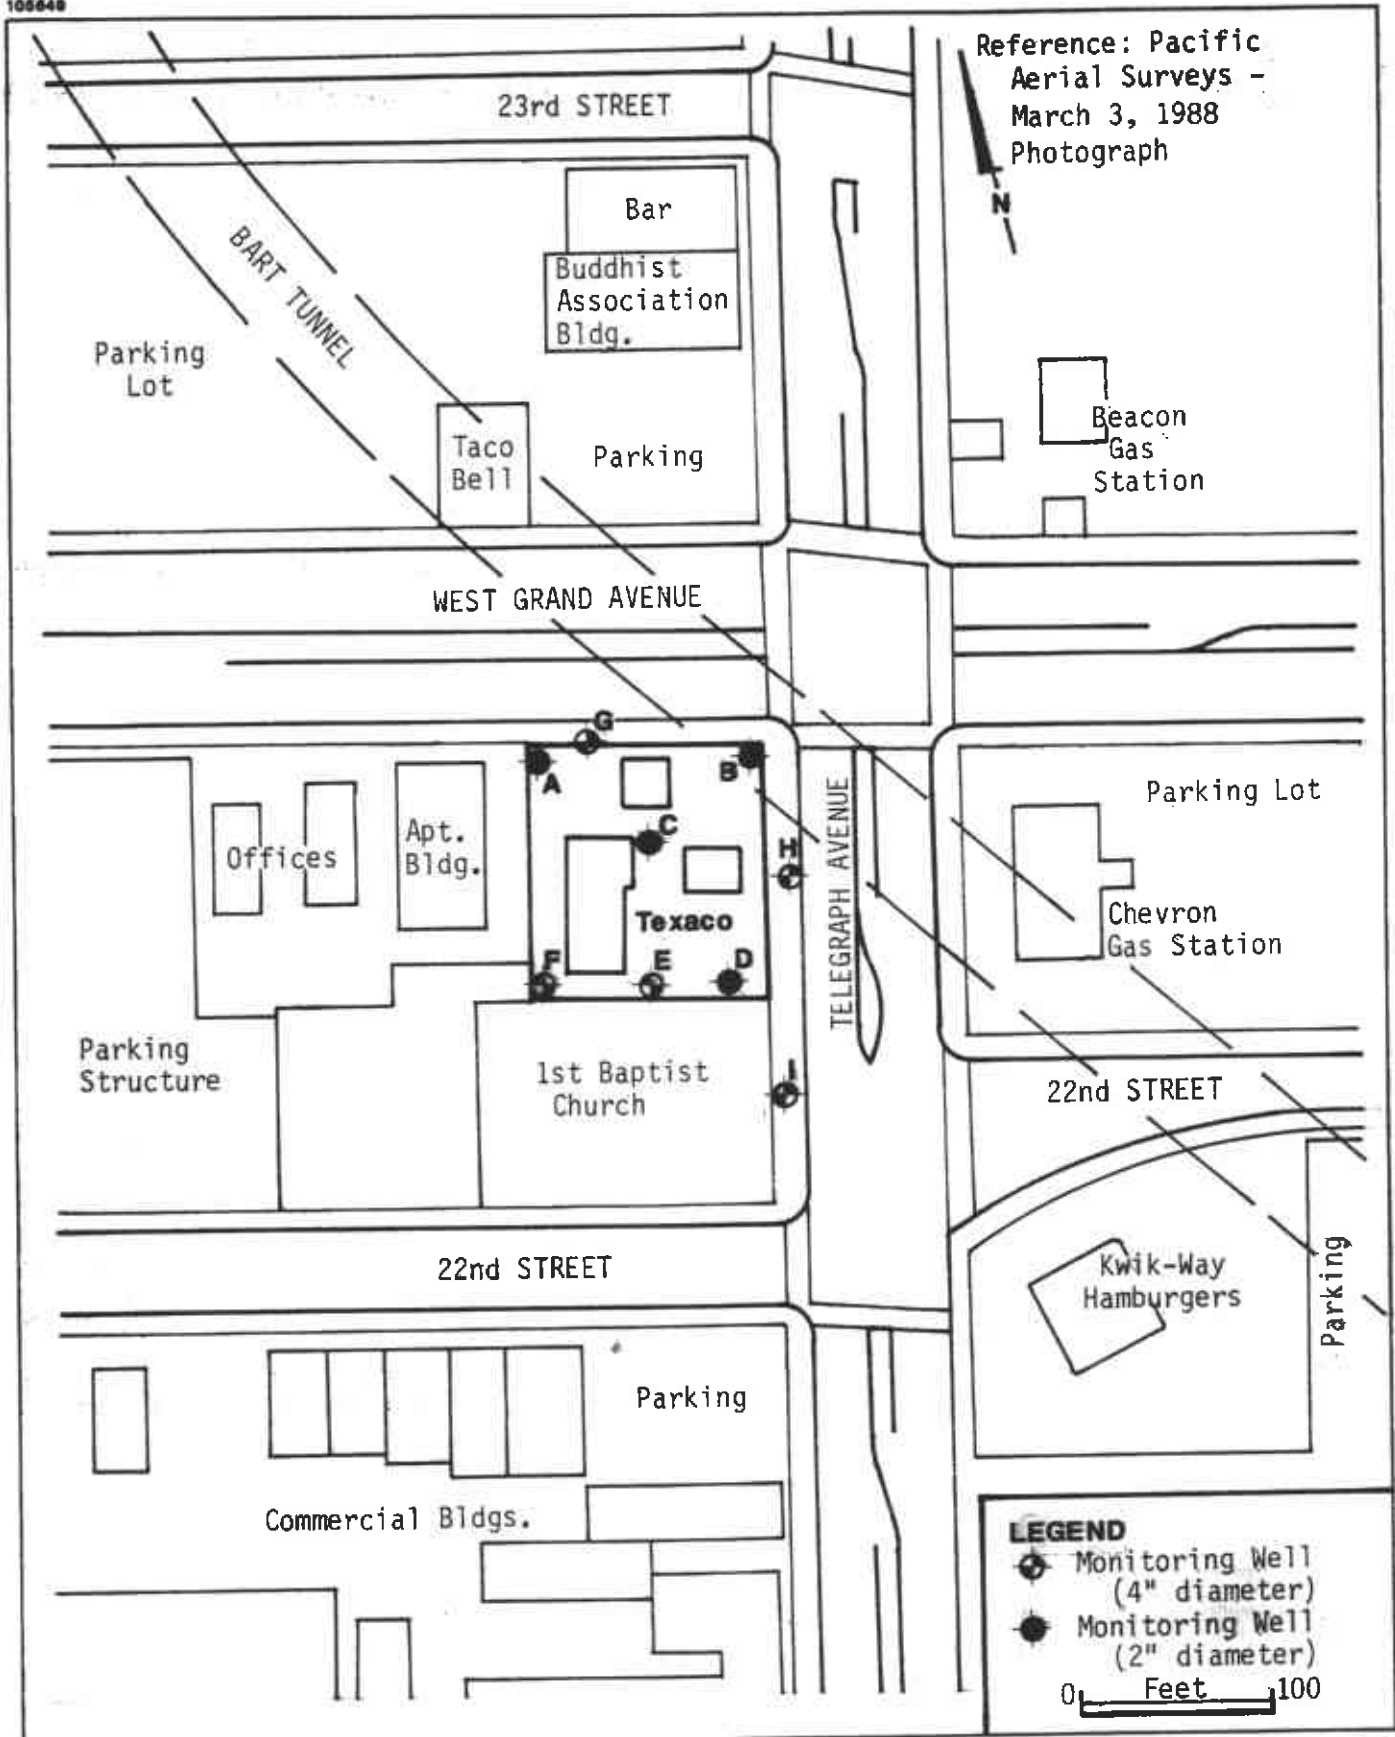 105648
Reference: Pacific
Aerial Surveys -
March 3, 1988
Photograph
23rd STREET
N
Bar
Buddhist
Association
Bldg.
BART TUNNEL
Parking
Lot
Taco
Bell
Parking
Beacon
Gas
Station
WEST GRAND AVENUE
G
A
B
Parking Lot
Offices
Apt.
Bldg.
C
H
TELEGRAPH AVENUE
Texaco
Chevron
Gas Station
F
E
D
Parking
Structure
1st Baptist
Church
I
22nd STREET
22nd STREET
Kwik-Way
Hamburgers
Parking
Parking
Commercial Bldgs.
LEGEND
Monitoring Well
(4" diameter)
Monitoring Well
(2" diameter)
0 Feet 100